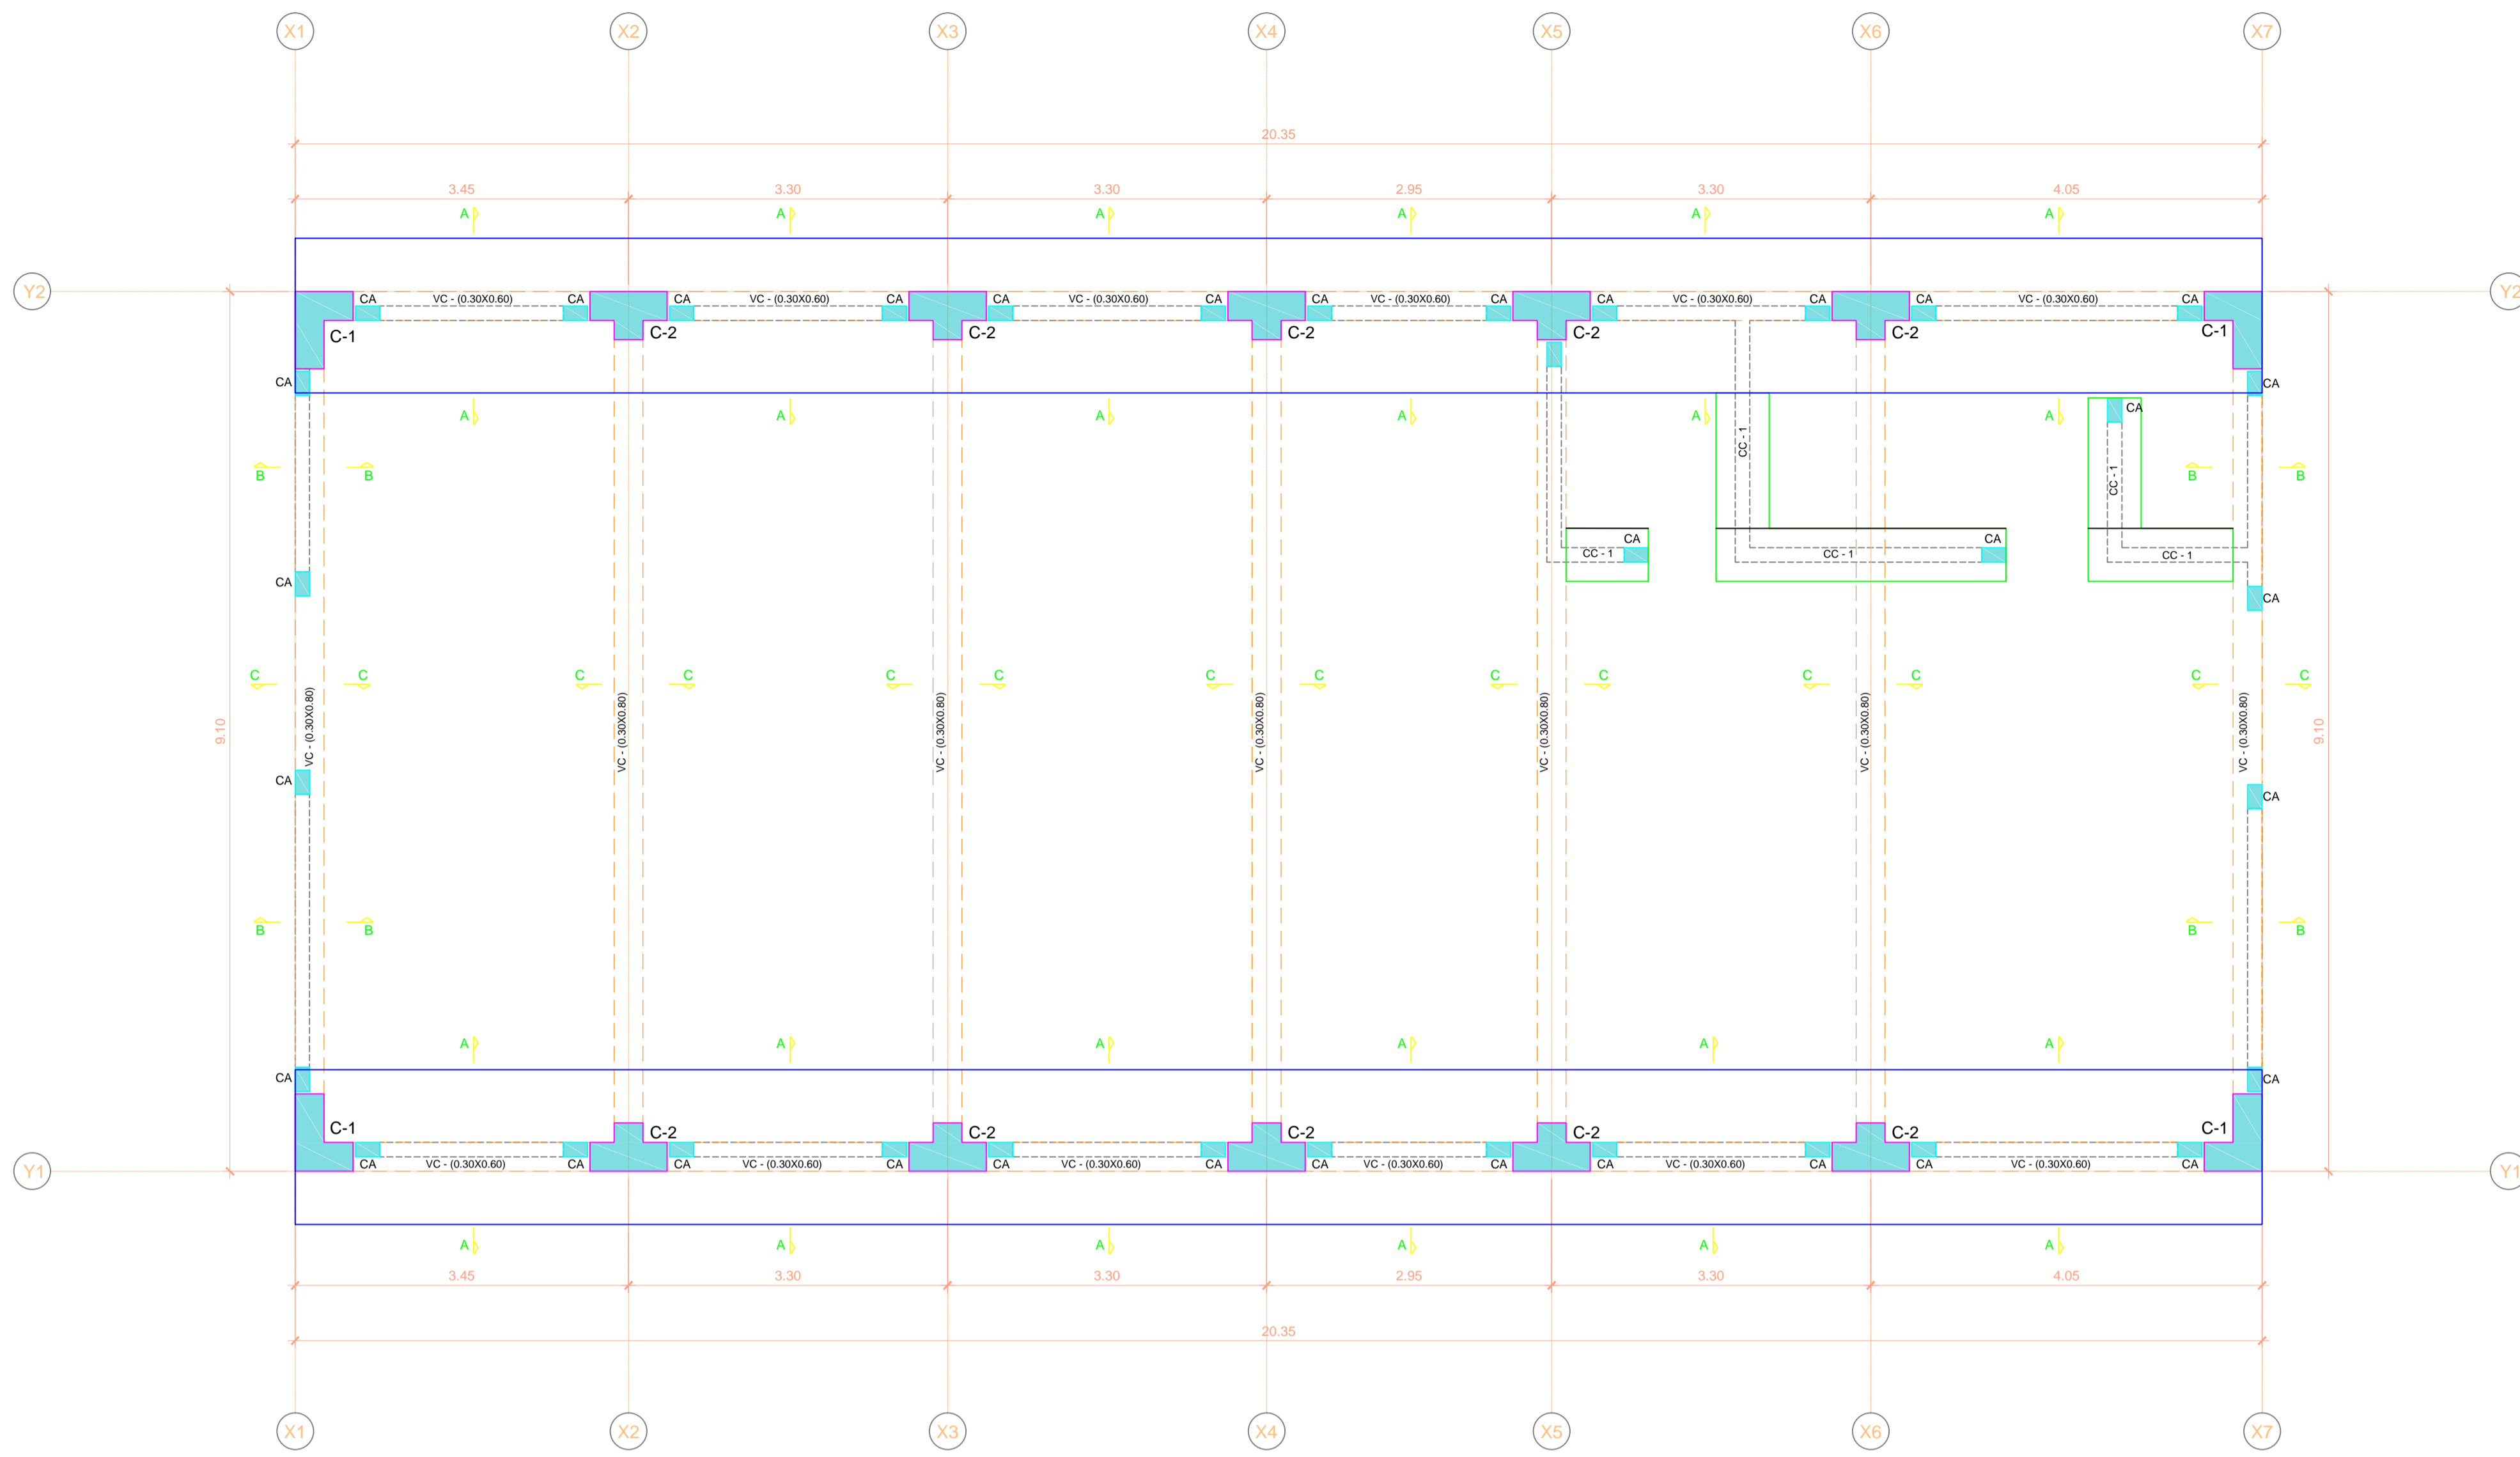 X1 X2 X3 X4 X5 X6 X7
20.35
3.45 3.30 3.30 2.95 3.30 4.05
A A A A A A
Y2 Y2
CA VC - (0.30X0.60) CA CA VC - (0.30X0.60) CA CA VC - (0.30X0.60) CA CA VC - (0.30X0.60) CA CA VC - (0.30X0.60) CA CA VC - (0.30X0.60) CA
C-1 C-2 C-2 C-2 C-2 C-2 C-1
CA CA
CA
A A A A A A
CC - 1
B B B B
CC - 1
CA CA
CC - 1 CC - 1 CC - 1
CA CA
C C C C C C C C C C C C C C
VC - (0.30X0.80) VC - (0.30X0.80) VC - (0.30X0.80) VC - (0.30X0.80) VC - (0.30X0.80) VC - (0.30X0.80) VC - (0.30X0.80)
9.10 9.10
CA CA
B B B B
A A A A A A
CA CA
C-1 C-2 C-2 C-2 C-2 C-2 C-1
CA VC - (0.30X0.60) CA CA VC - (0.30X0.60) CA CA VC - (0.30X0.60) CA CA VC - (0.30X0.60) CA CA VC - (0.30X0.60) CA CA VC - (0.30X0.60) CA
Y1 Y1
A A A A A A
3.45 3.30 3.30 2.95 3.30 4.05
20.35
X1 X2 X3 X4 X5 X6 X7